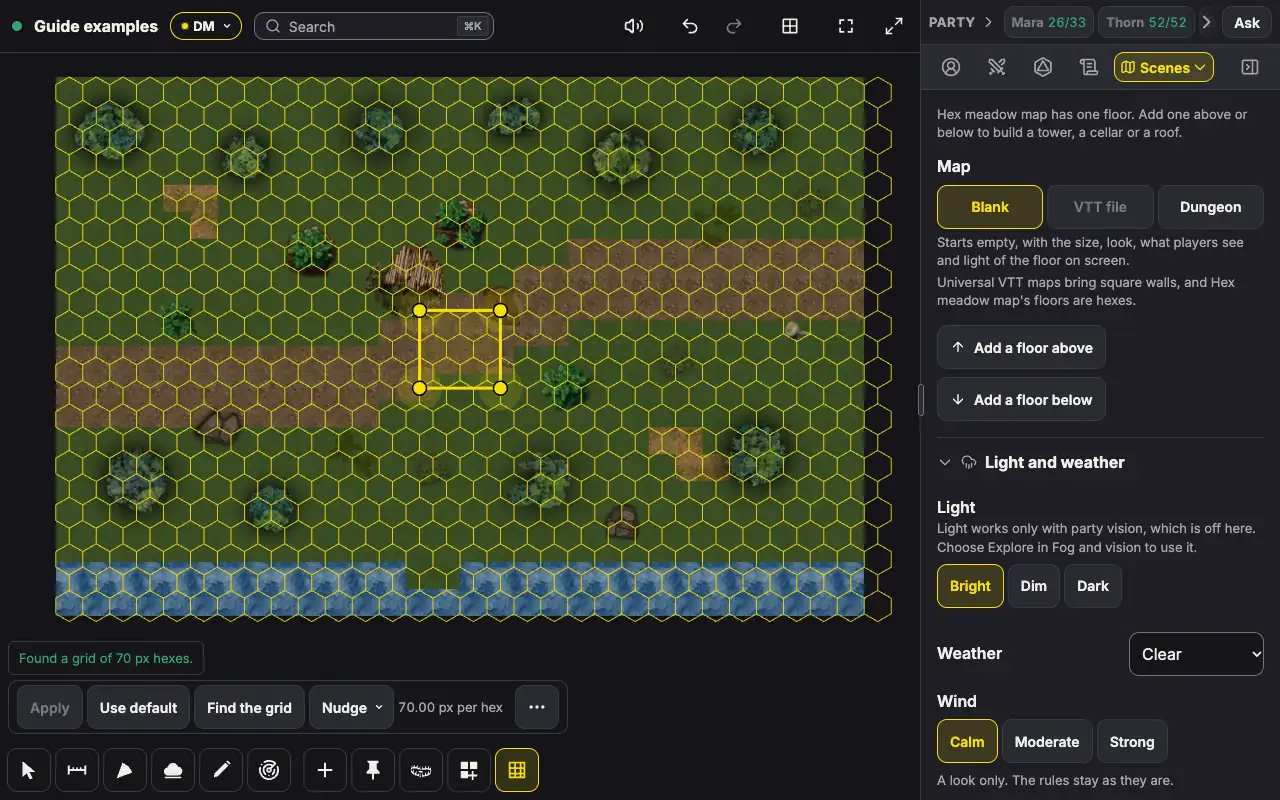 Guide examples
DM
Search
⌘K
PARTY
Mara 26/33
Thorn 52/52
Ask
Scenes
Hex meadow map has one floor. Add one above or
below to build a tower, a cellar or a roof.
Map
Blank
VTT file
Dungeon
Starts empty, with the size, look, what players see
and light of the floor on screen.
Universal VTT maps bring square walls, and Hex
meadow map's floors are hexes.
Add a floor above
Add a floor below
Light and weather
Light
Light works only with party vision, which is off here.
Choose Explore in Fog and vision to use it.
Bright
Dim
Dark
Weather
Clear
Wind
Calm
Moderate
Strong
A look only. The rules stay as they are.
Found a grid of 70 px hexes.
Apply
Use default
Find the grid
Nudge
70.00 px per hex